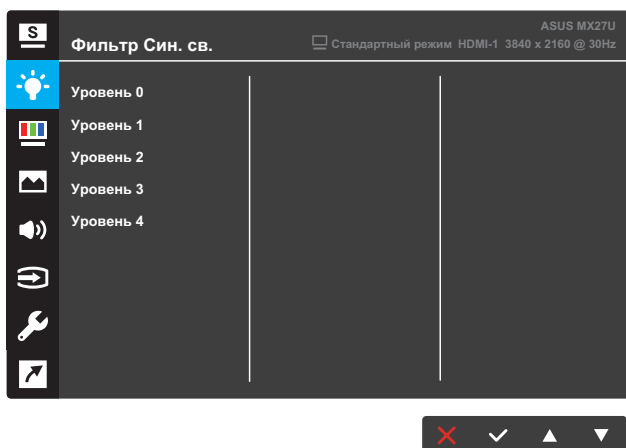 S
ASUS MX27U
Фильтр Син. св.
Стандартный режим HDMI-1 3840 x 2160 @ 30Hz
Уровень 0
Уровень 1
Уровень 2
Уровень 3
Уровень 4